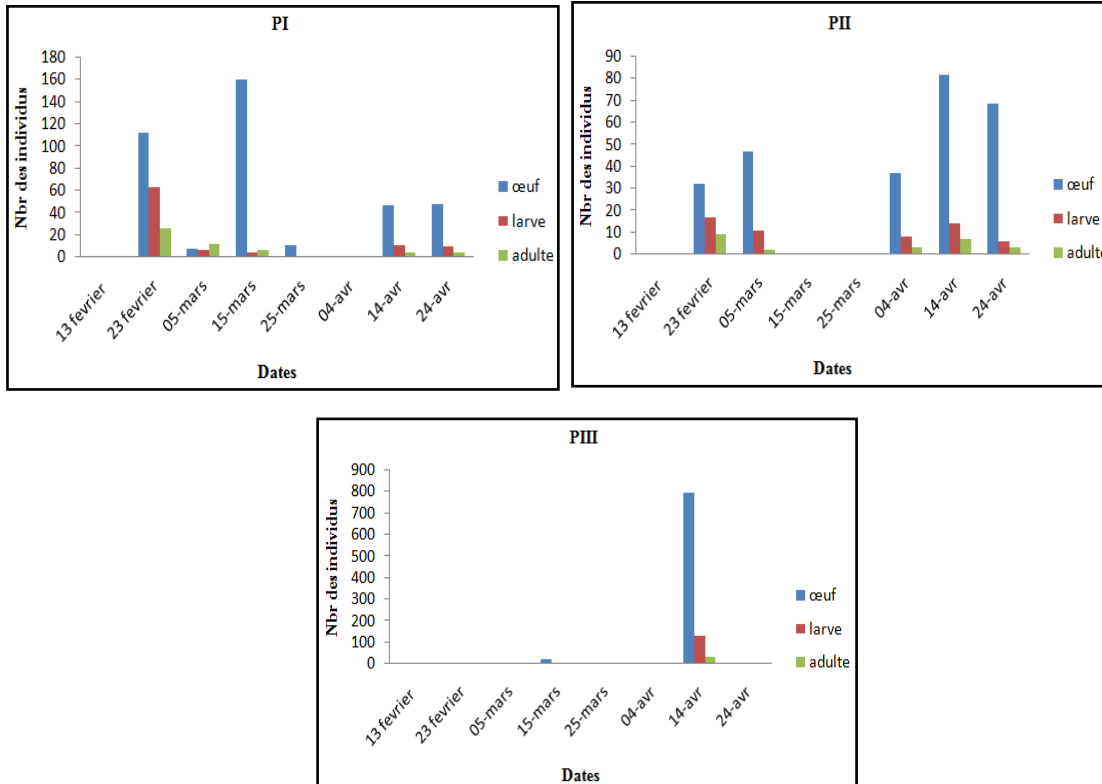 PI
Nbr des individus
180
160
140
120
100
80
60
40
20
0
13 fevrier
23 fevrier
05-mars
15-mars
25-mars
04-avr
14-avr
24-avr
Dates
œuf
larve
adulte
PII
Nbr des individus
90
80
70
60
50
40
30
20
10
0
13 fevrier
23 fevrier
05-mars
15-mars
25-mars
04-avr
14-avr
24-avr
Dates
œuf
larve
adulte
PIII
Nbr des individus
900
800
700
600
500
400
300
200
100
0
13 fevrier
23 fevrier
05-mars
15-mars
25-mars
04-avr
14-avr
24-avr
Dates
œuf
larve
adulte